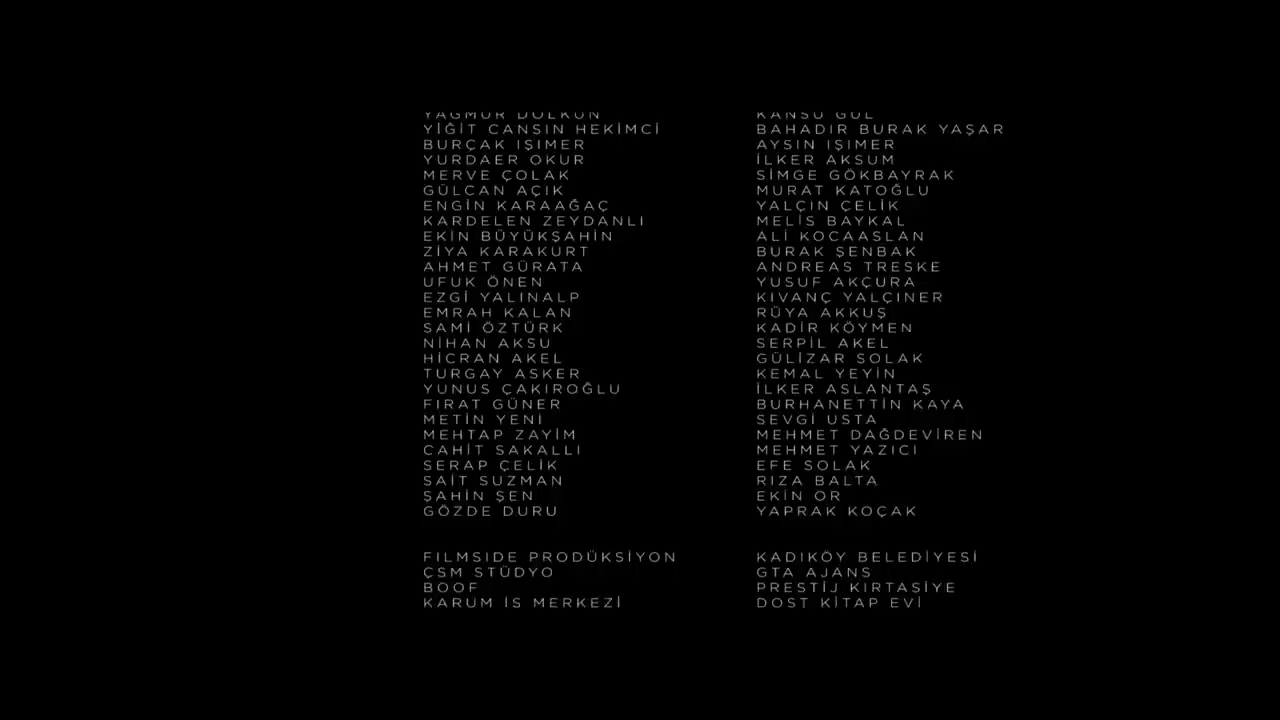 YAĞMUR DOLKUN KANSU GÜL
YİĞİT CANSIN HEKİMCİ BAHADIR BURAK YAŞAR
BURÇAK IŞIMER AYSIN IŞIMER
YURDAER OKUR İLKER AKSUM
MERVE ÇOLAK SİMGE GÖKBAYRAK
GÜLCAN AÇIK MURAT KATOĞLU
ENGİN KARAAĞAÇ YALÇIN ÇELİK
KARDELEN ZEYDANLI MELİS BAYKAL
EKİN BÜYÜKŞAHİN ALİ KOCAASLAN
ZİYA KARAKURT BURAK ŞENBAK
AHMET GÜRATA ANDREAS TRESKE
UFUK ÖNEN YUSUF AKÇURA
EZGİ YALINALP KIVANÇ YALÇINER
EMRAH KALAN RÜYA AKKUŞ
SAMİ ÖZTÜRK KADİR KÖYMEN
NİHAN AKSU SERPİL AKEL
HİCRAN AKEL GÜLİZAR SOLAK
TURGAY ASKER KEMAL YEYİN
YUNUS ÇAKIROĞLU İLKER ASLANTAŞ
FIRAT GÜNER BURHANETTİN KAYA
METİN YENİ SEVGİ USTA
MEHTAP ZAYİM MEHMET DAĞDEVİREN
CAHİT SAKALLI MEHMET YAZICI
SERAP ÇELİK EFE SOLAK
SAİT SUZMAN RIZA BALTA
ŞAHİN ŞEN EKİN OR
GÖZDE DURU YAPRAK KOÇAK
FILMSIDE PRODÜKSİYON KADIKÖY BELEDİYESİ
ÇSM STÜDYO GTA AJANS
BOOF PRESTİJ KIRTASİYE
KARUM İS MERKEZİ DOST KİTAP EVİ